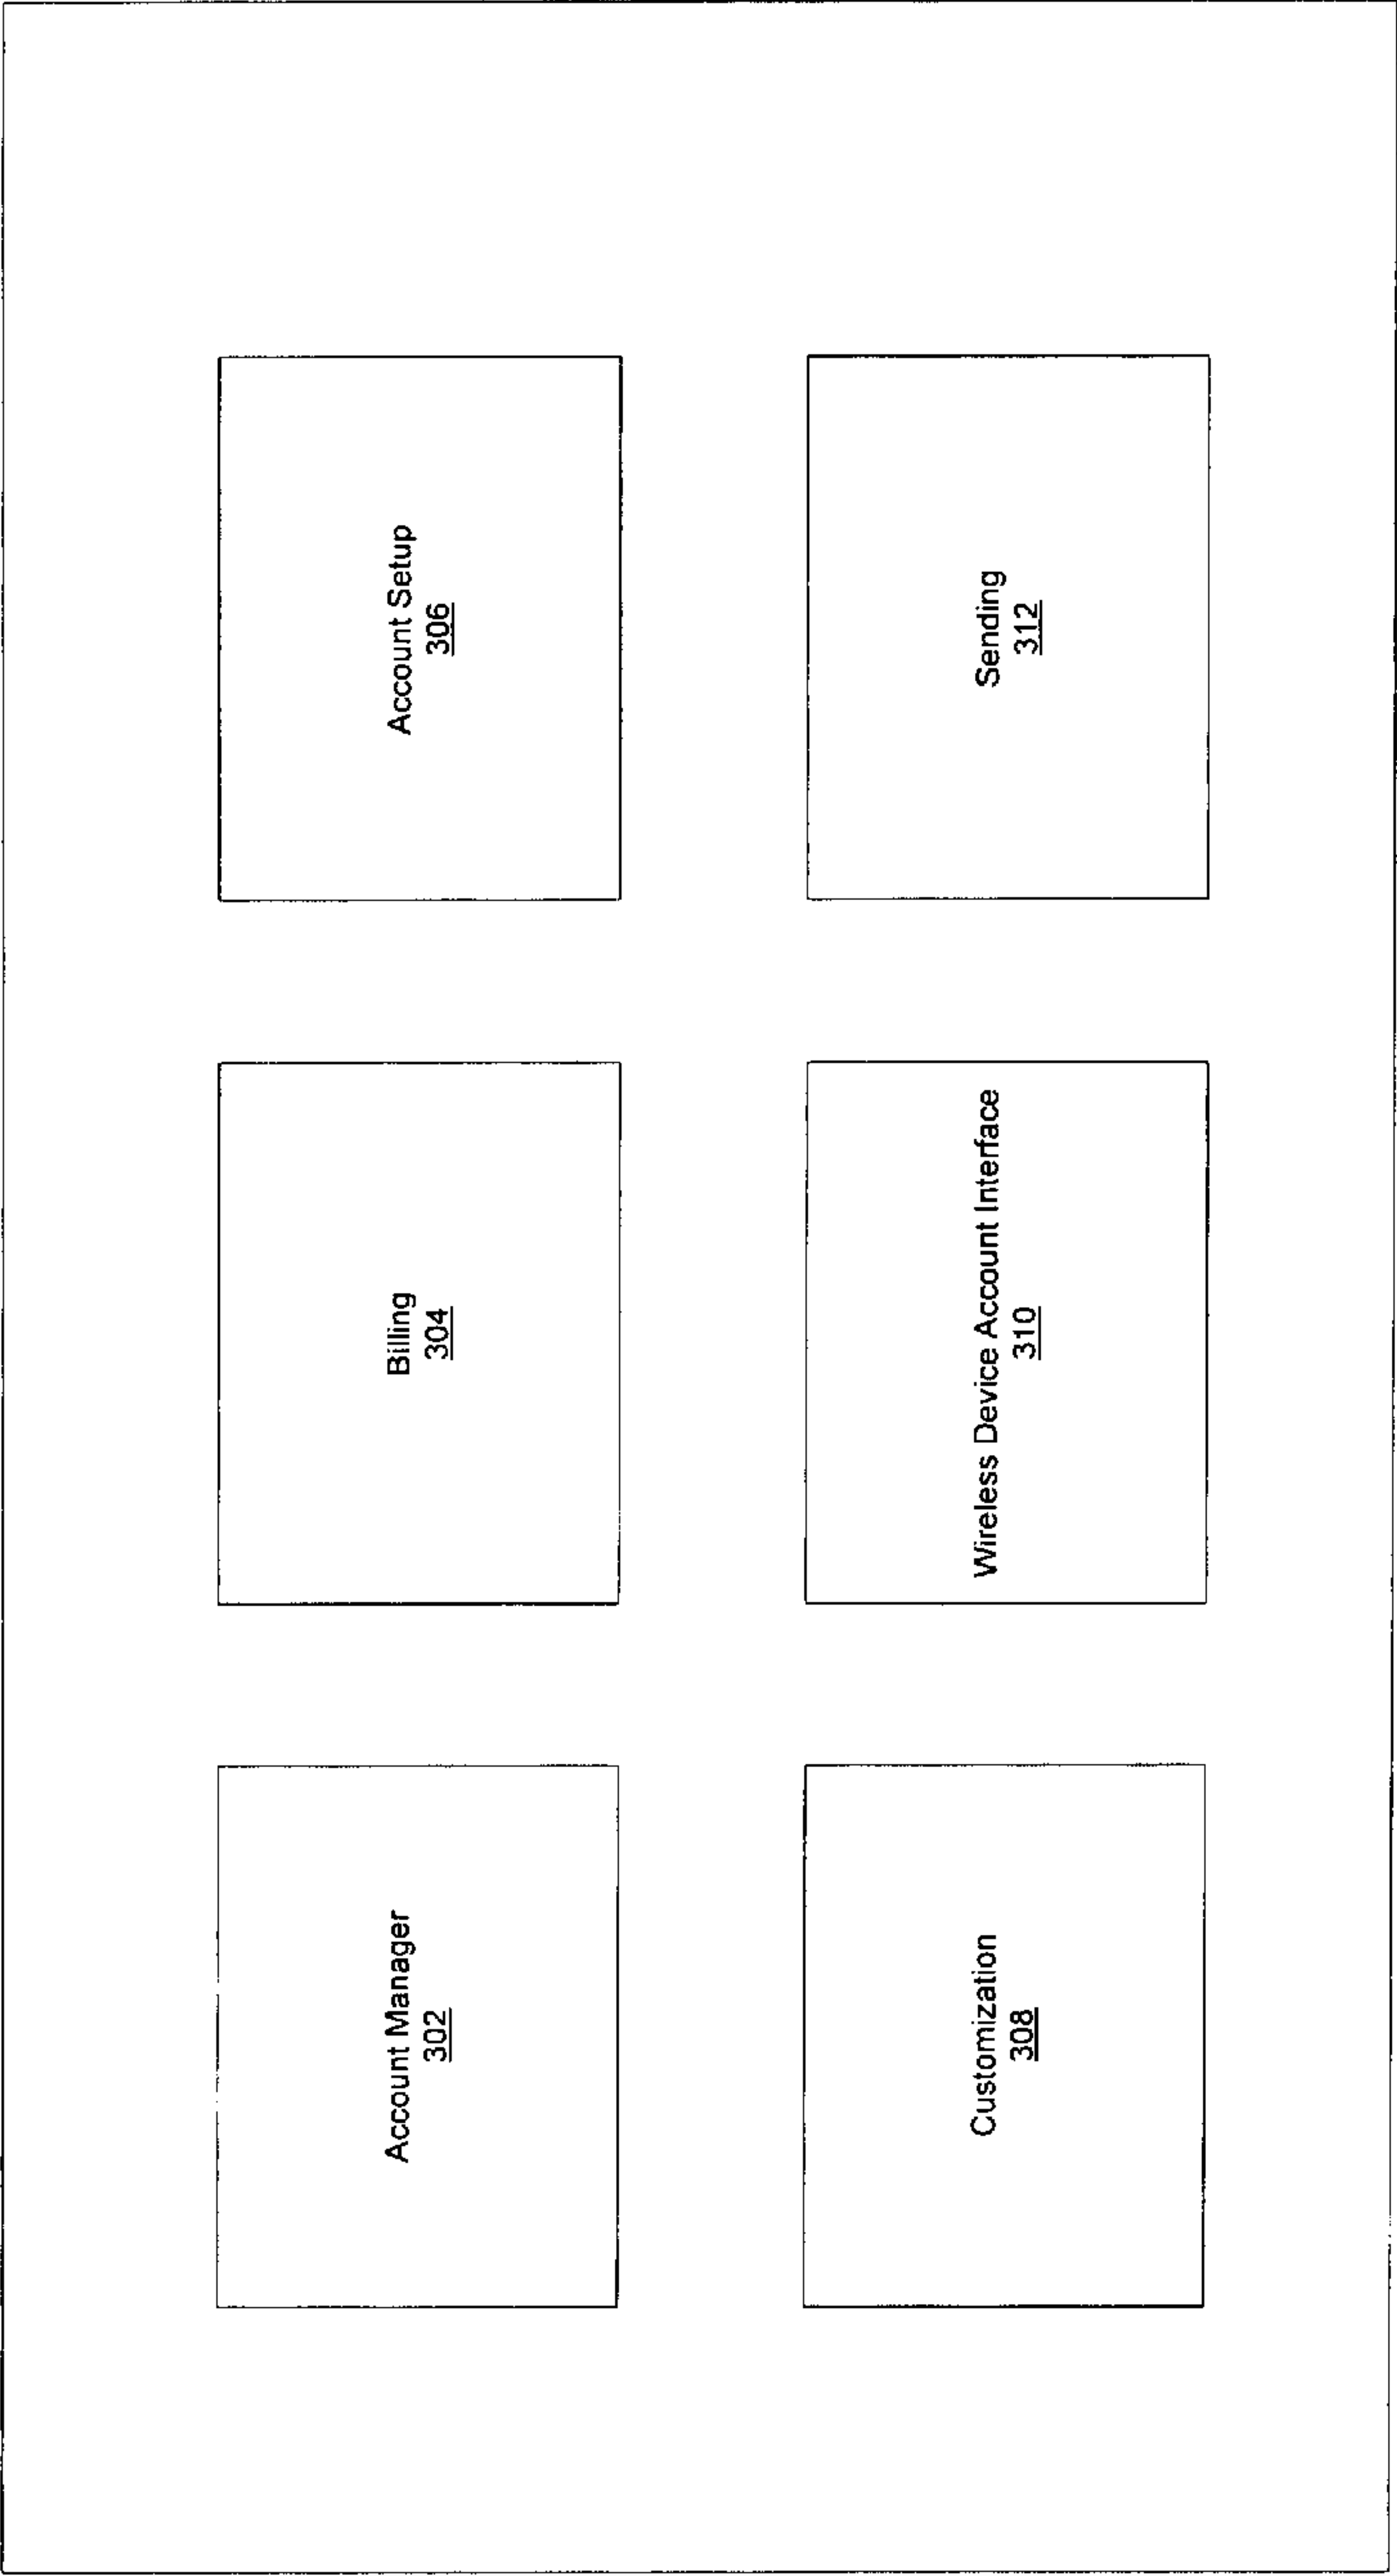 Account Manager
302
Billing
304
Account Setup
306
Customization
308
Wireless Device Account Interface
310
Sending
312